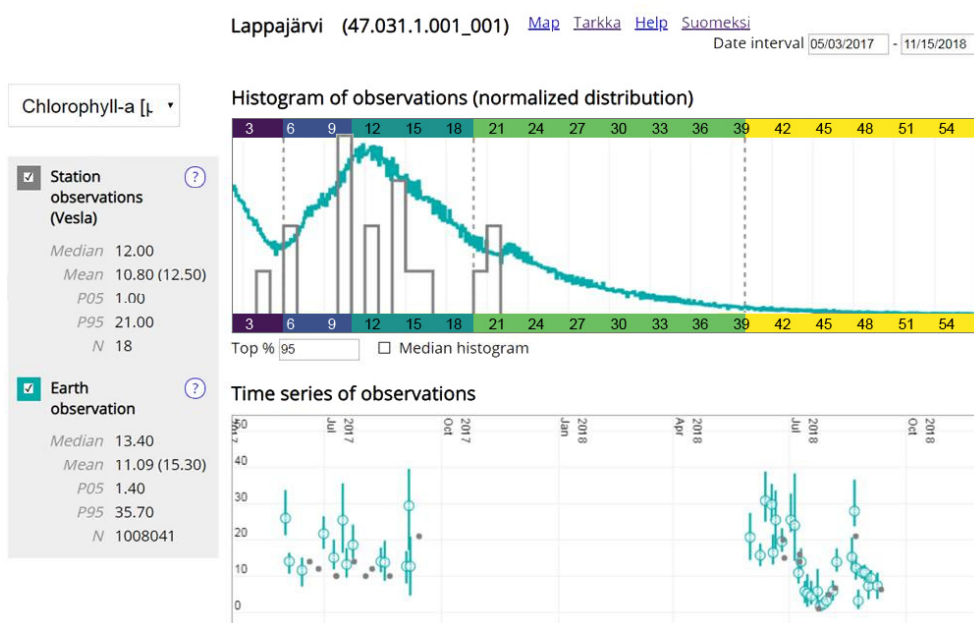 Lappajärvi (47.031.1.001_001) Map Tarkka Help Suomeksi
Date interval 05/03/2017 - 11/15/2018
Chlorophyll-a [µ
Histogram of observations (normalized distribution)
3 6 9 12 15 18 21 24 27 30 33 36 39 42 45 48 51 54
Station
observations
(Vesla)
Median 12.00
Mean 10.80 (12.50)
P05 1.00
P95 21.00
N 18
3 6 9 12 15 18 21 24 27 30 33 36 39 42 45 48 51 54
Top % 95 Median histogram
Earth
observation
Median 13.40
Mean 11.09 (15.30)
P05 1.40
P95 35.70
N 1008041
Time series of observations
50
Jul 2017
Oct 2017
Jan 2018
Apr 2018
Jul 2018
Oct 2018
40
30
20
10
0